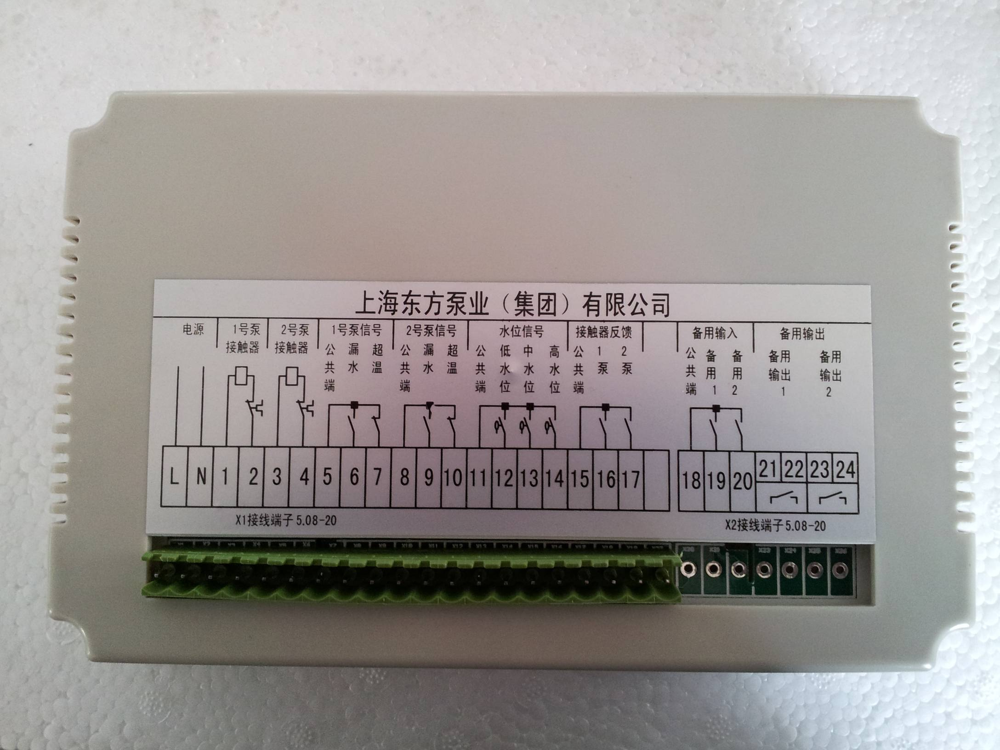 上海东方泵业（集团）有限公司
电源 1号泵接触器 2号泵接触器 1号泵信号 2号泵信号 水位信号 接触器反馈 备用输入 备用输出
公共端 漏水 超温 公共端 漏水 超温 公共端 低水位 中水位 高水位 公共端 1泵 2泵 公共端 备用1 备用2 备用输出1 备用输出2
L N 1 2 3 4 5 6 7 8 9 10 11 12 13 14 15 16 17 18 19 20 21 22 23 24
X1接线端子5.08-20 X2接线端子5.08-20